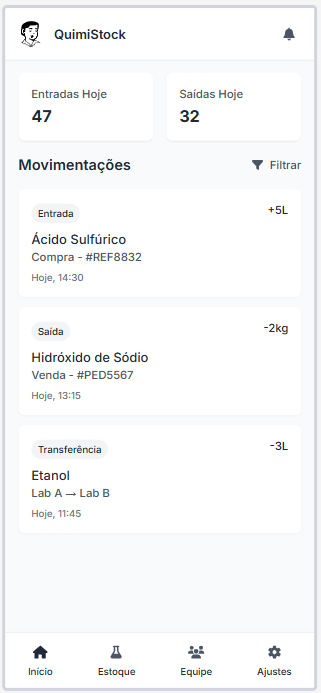 QuimiStock
Entradas Hoje
47
Saídas Hoje
32
Movimentações
Filtrar
Entrada
+5L
Ácido Sulfúrico
Compra - #REF8832
Hoje, 14:30
Saída
-2kg
Hidróxido de Sódio
Venda - #PED5567
Hoje, 13:15
Transferência
-3L
Etanol
Lab A → Lab B
Hoje, 11:45
Início
Estoque
Equipe
Ajustes